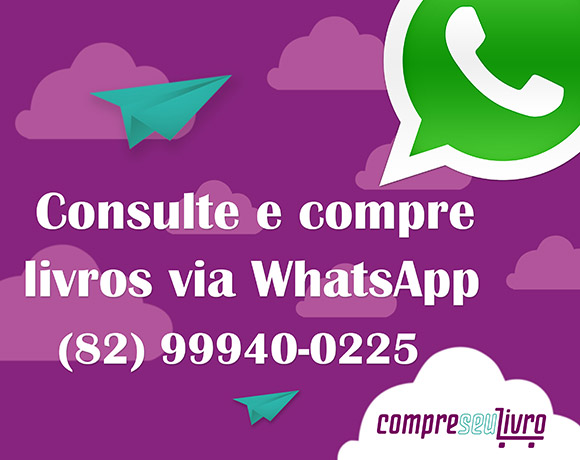 Consulte e compre
livros via WhatsApp
(82) 99940-0225
compreseuLivro